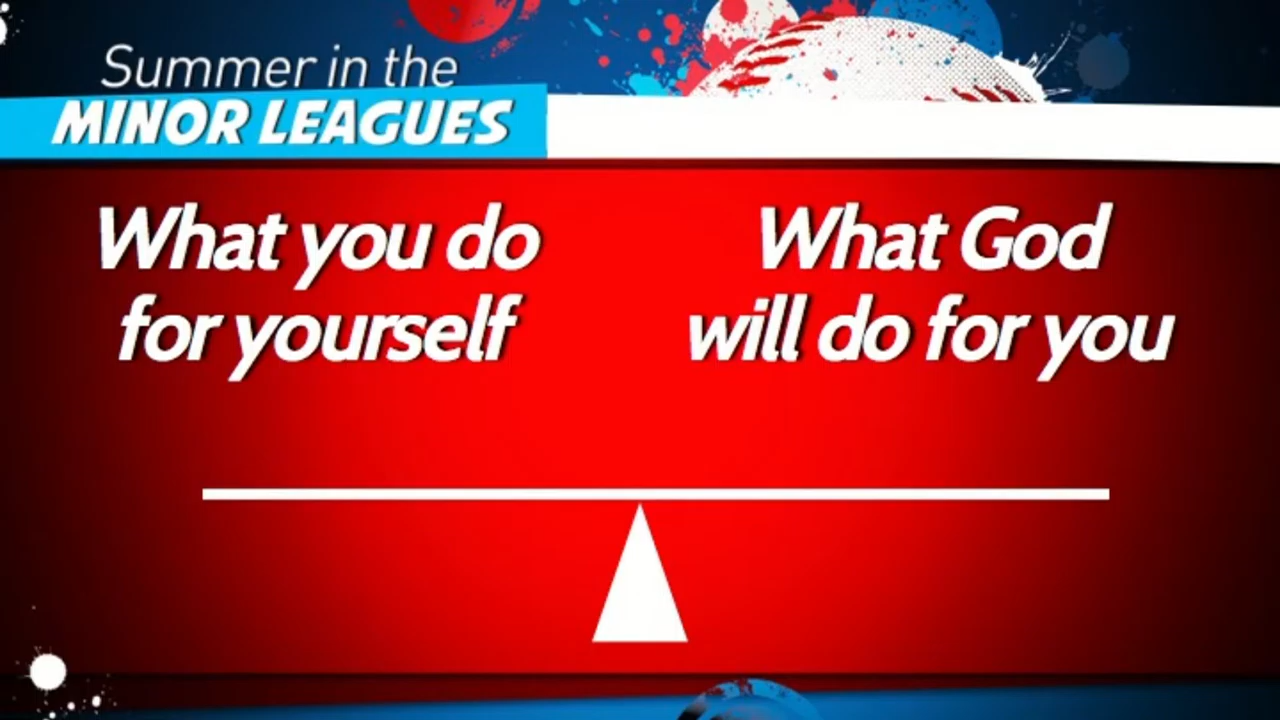 Summer in the
MINOR LEAGUES
What you do
for yourself
What God
will do for you